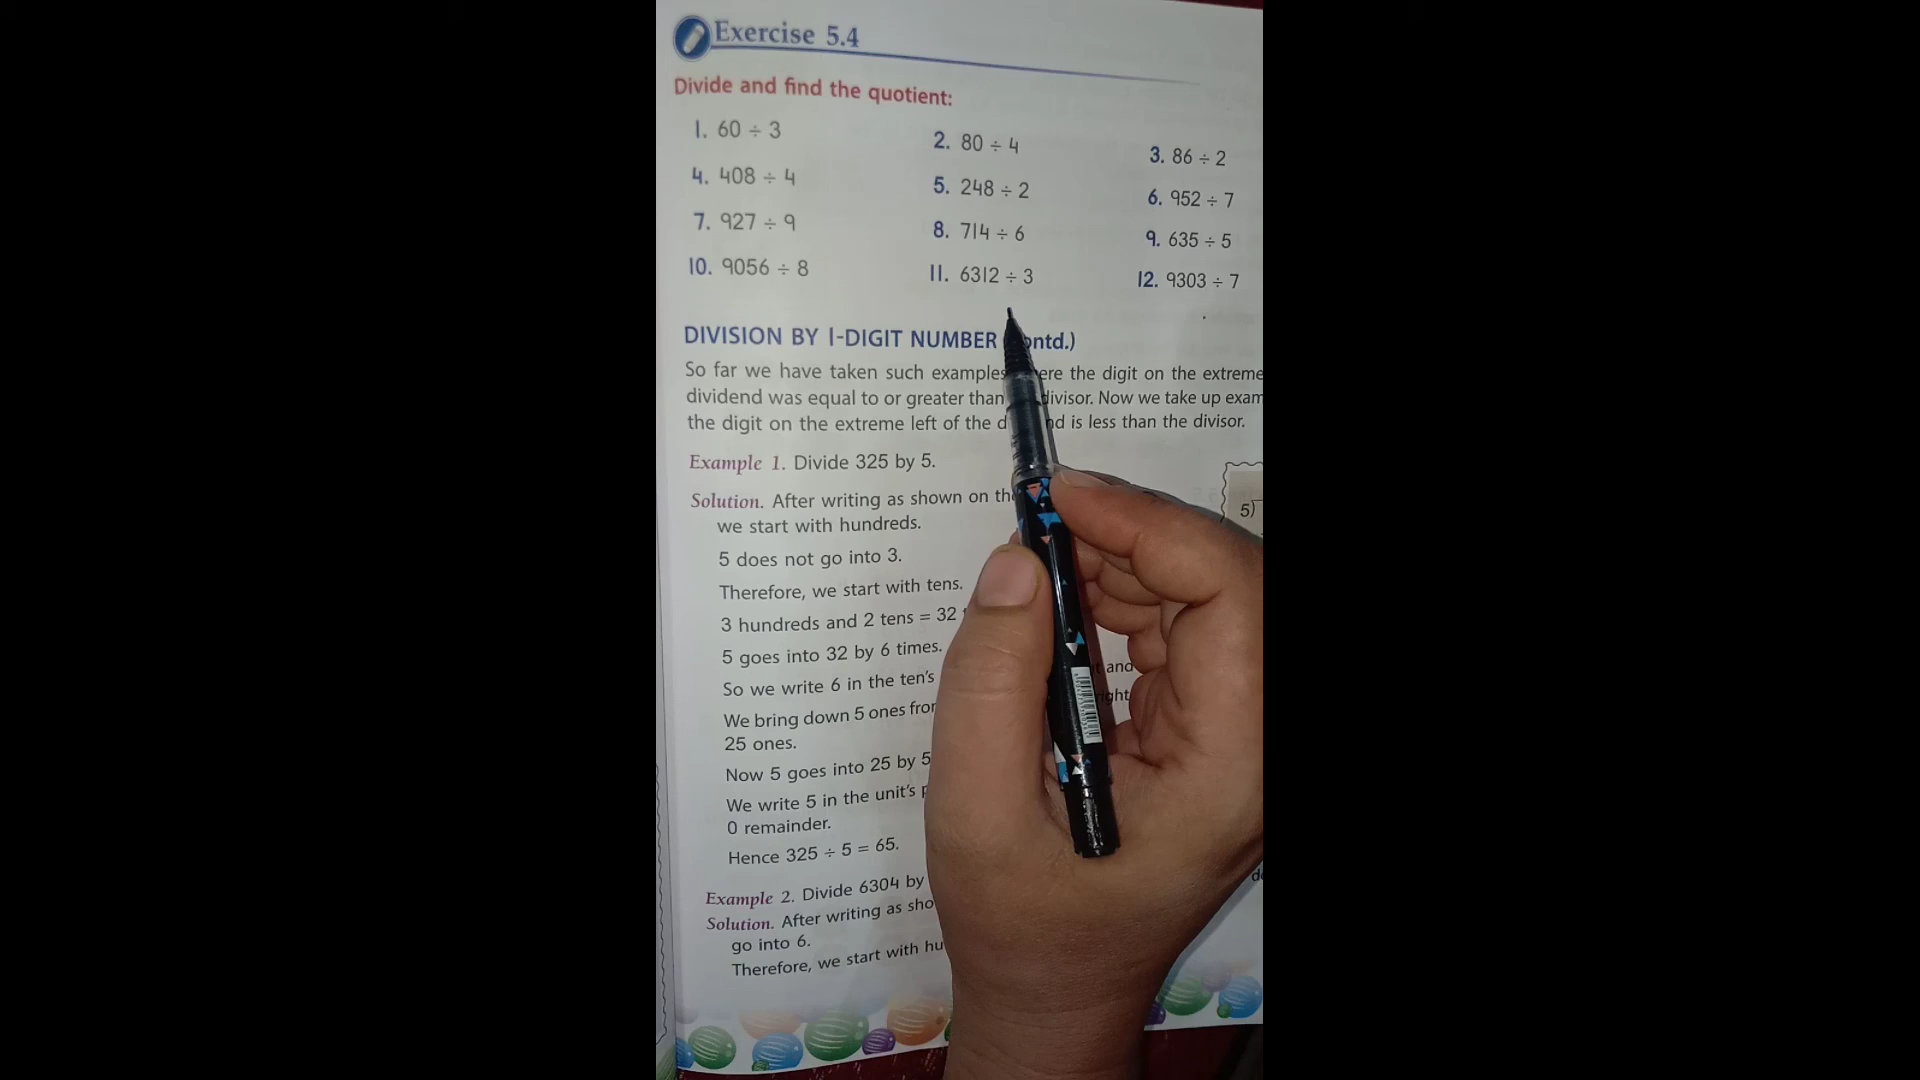 Exercise 5.4
Divide and find the quotient:
1. 60 ÷ 3 2. 80 ÷ 4 3. 86 ÷ 2
4. 408 ÷ 4 5. 248 ÷ 2 6. 952 ÷ 7
7. 927 ÷ 9 8. 714 ÷ 6 9. 635 ÷ 5
10. 9056 ÷ 8 11. 6312 ÷ 3 12. 9303 ÷ 7
DIVISION BY 1-DIGIT NUMBER ontd.)
So far we have taken such examples ere the digit on the extreme
dividend was equal to or greater than divisor. Now we take up exam
the digit on the extreme left of the d nd is less than the divisor.
Example 1. Divide 325 by 5.
Solution. After writing as shown on th
we start with hundreds.
5)
5 does not go into 3.
Therefore, we start with tens.
3 hundreds and 2 tens = 32
5 goes into 32 by 6 times.
and
So we write 6 in the ten's
ight
We bring down 5 ones fror
25 ones.
Now 5 goes into 25 by 5
We write 5 in the unit's
0 remainder.
Hence 325 ÷ 5 = 65.
Example 2. Divide 6304 by
Solution. After writing as sho
go into 6.
Therefore, we start with hu